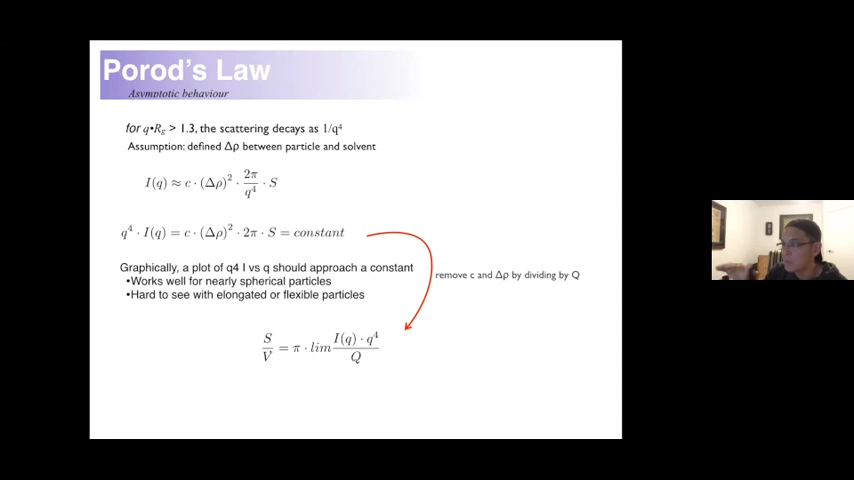 Porod's Law
Asymptotic behaviour
for q•Rg > 1.3, the scattering decays as 1/q⁴
Assumption: defined Δρ between particle and solvent
I(q) ≈ c · (Δρ)² · 2π/q⁴ · S
q⁴ · I(q) = c · (Δρ)² · 2π · S = constant
Graphically, a plot of q4 I vs q should approach a constant
•Works well for nearly spherical particles
•Hard to see with elongated or flexible particles
remove c and Δρ by dividing by Q
S/V = π · lim I(q) · q⁴/Q